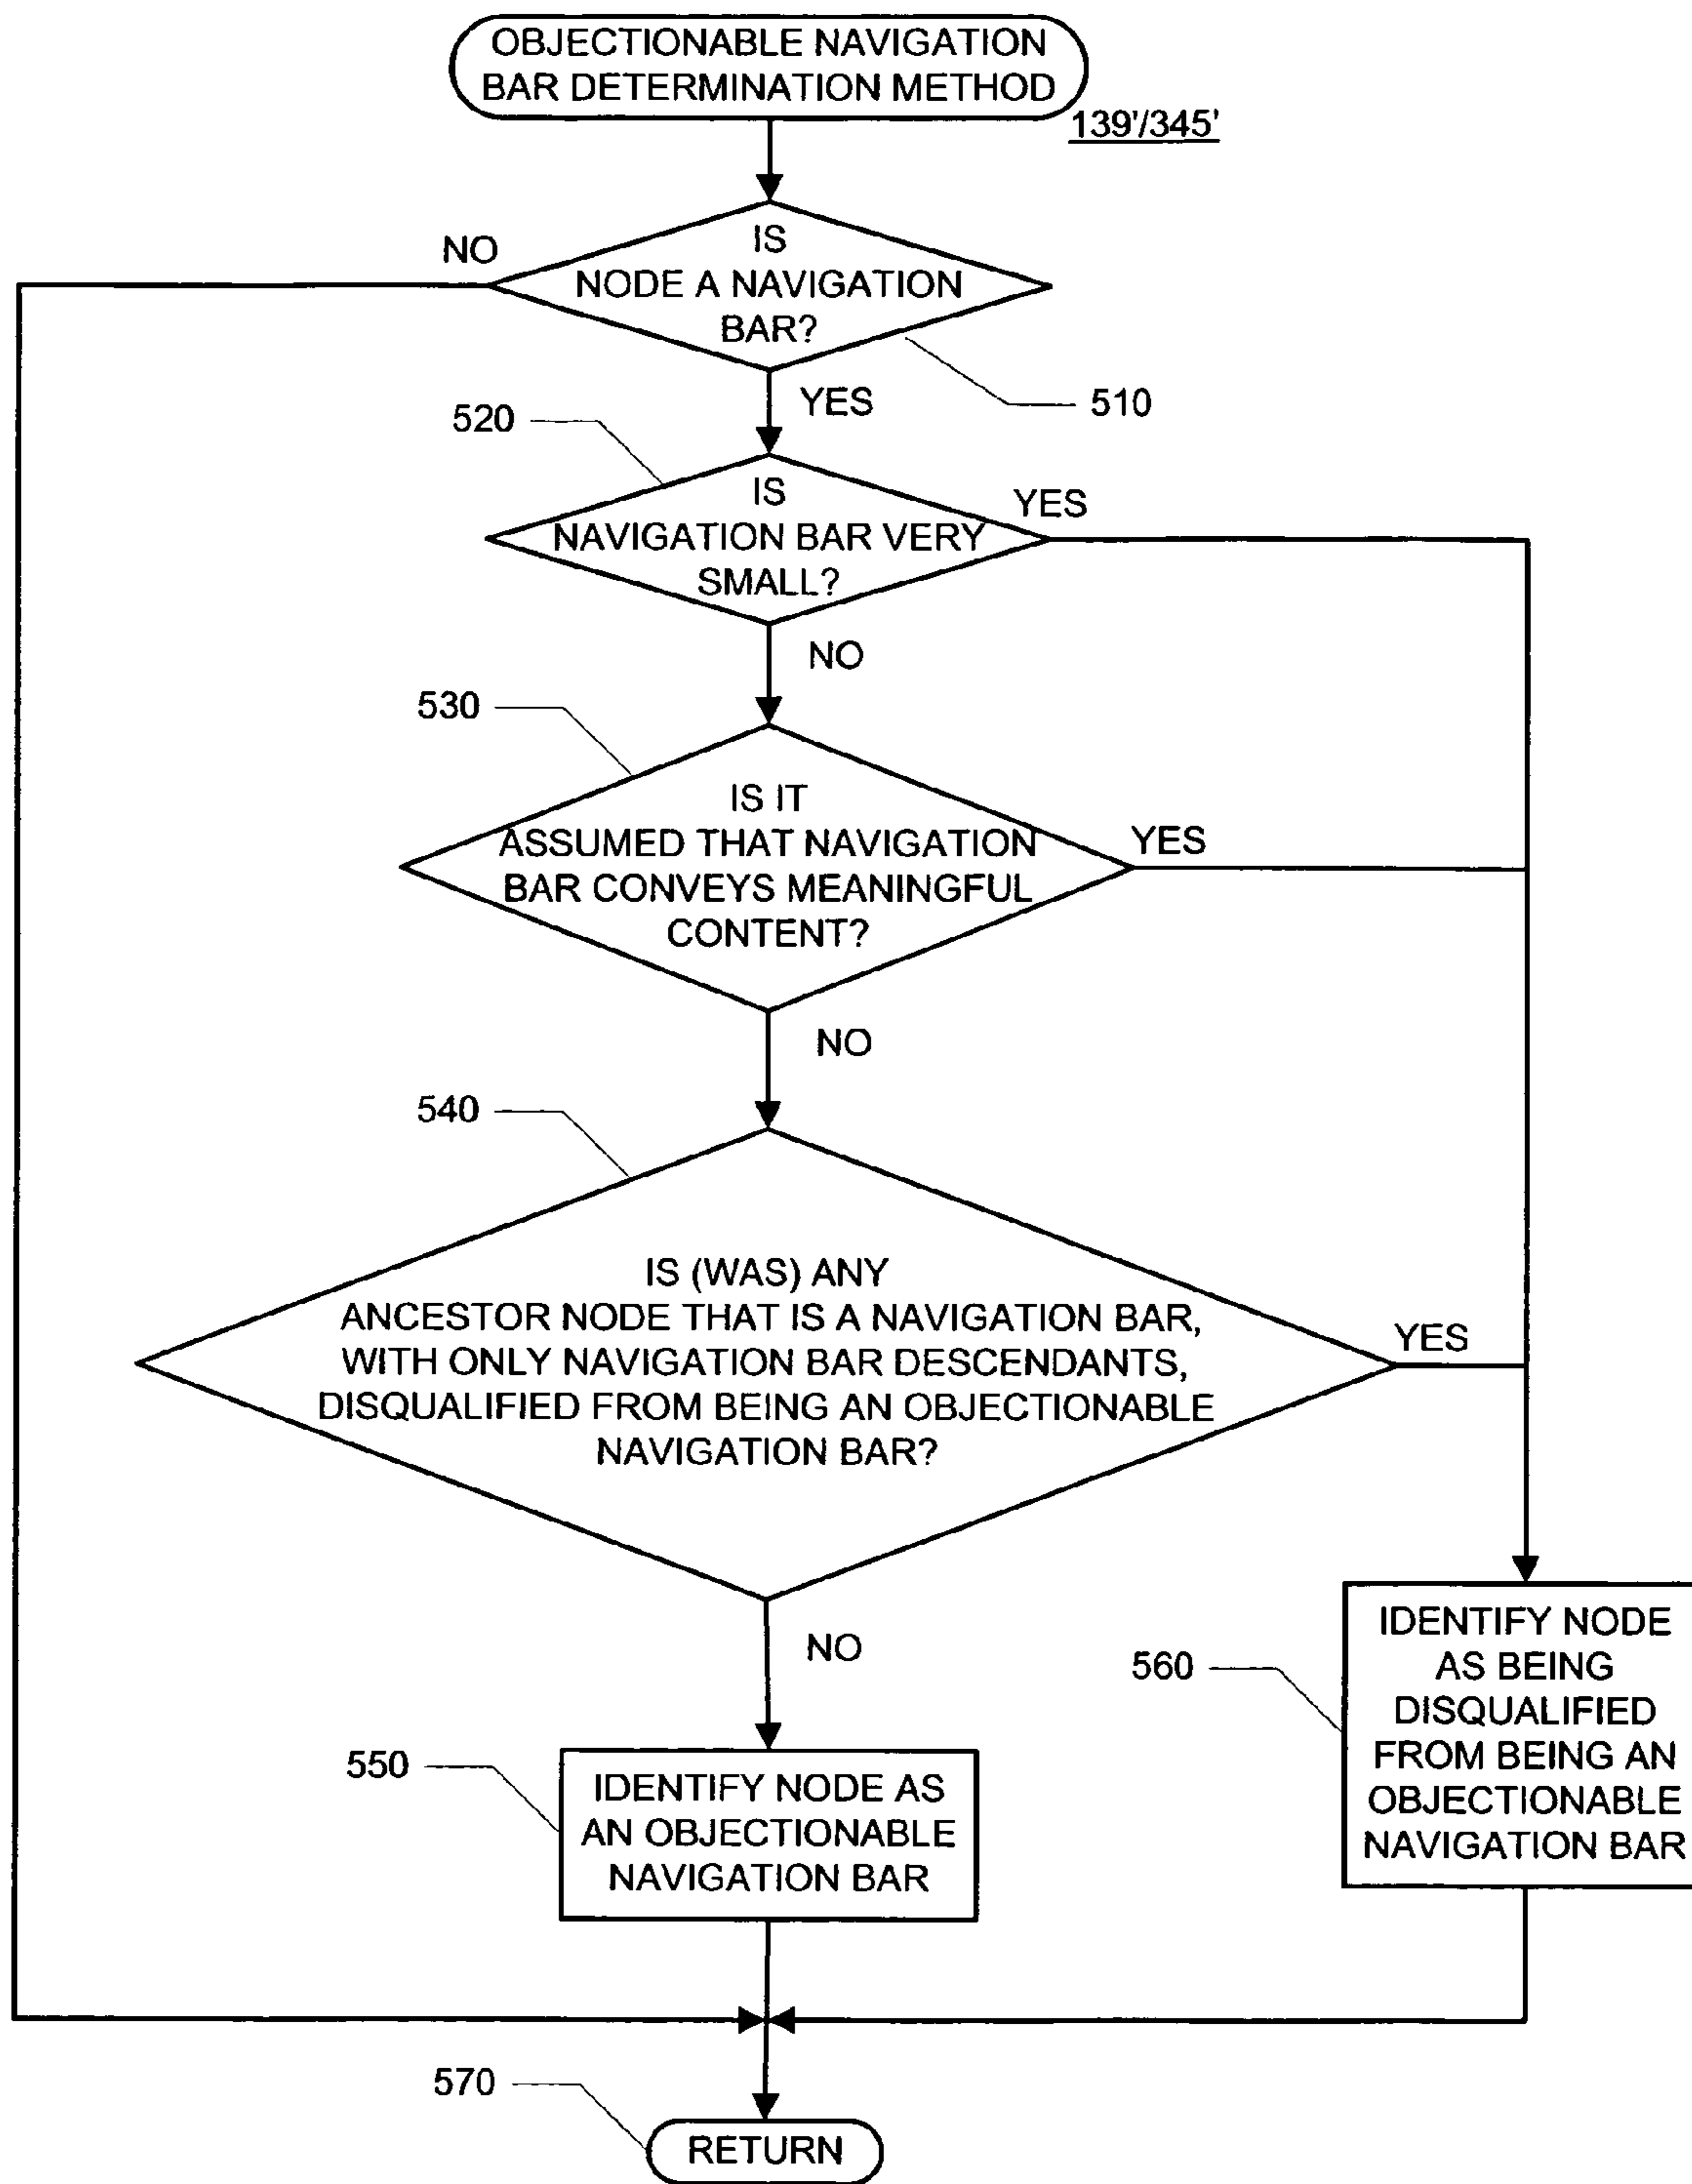 OBJECTIONABLE NAVIGATION
BAR DETERMINATION METHOD
139'/345'
NO
IS
NODE A NAVIGATION
BAR?
YES
510
520
IS
NAVIGATION BAR VERY
SMALL?
YES
NO
530
IS IT
ASSUMED THAT NAVIGATION
BAR CONVEYS MEANINGFUL
CONTENT?
YES
NO
540
IS (WAS) ANY
ANCESTOR NODE THAT IS A NAVIGATION BAR,
WITH ONLY NAVIGATION BAR DESCENDANTS,
DISQUALIFIED FROM BEING AN OBJECTIONABLE
NAVIGATION BAR?
YES
NO
550
IDENTIFY NODE AS
AN OBJECTIONABLE
NAVIGATION BAR
560
IDENTIFY NODE
AS BEING
DISQUALIFIED
FROM BEING AN
OBJECTIONABLE
NAVIGATION BAR
570
RETURN